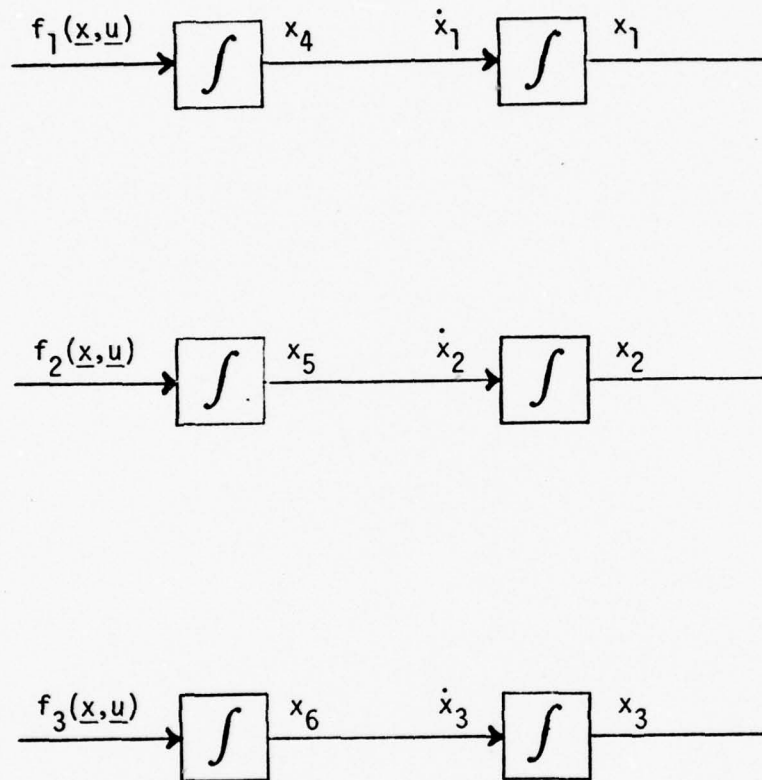 f₁(x̲,u̲) ∫ x₄ ẋ₁ ∫ x₁
f₂(x̲,u̲) ∫ x₅ ẋ₂ ∫ x₂
f₃(x̲,u̲) ∫ x₆ ẋ₃ ∫ x₃